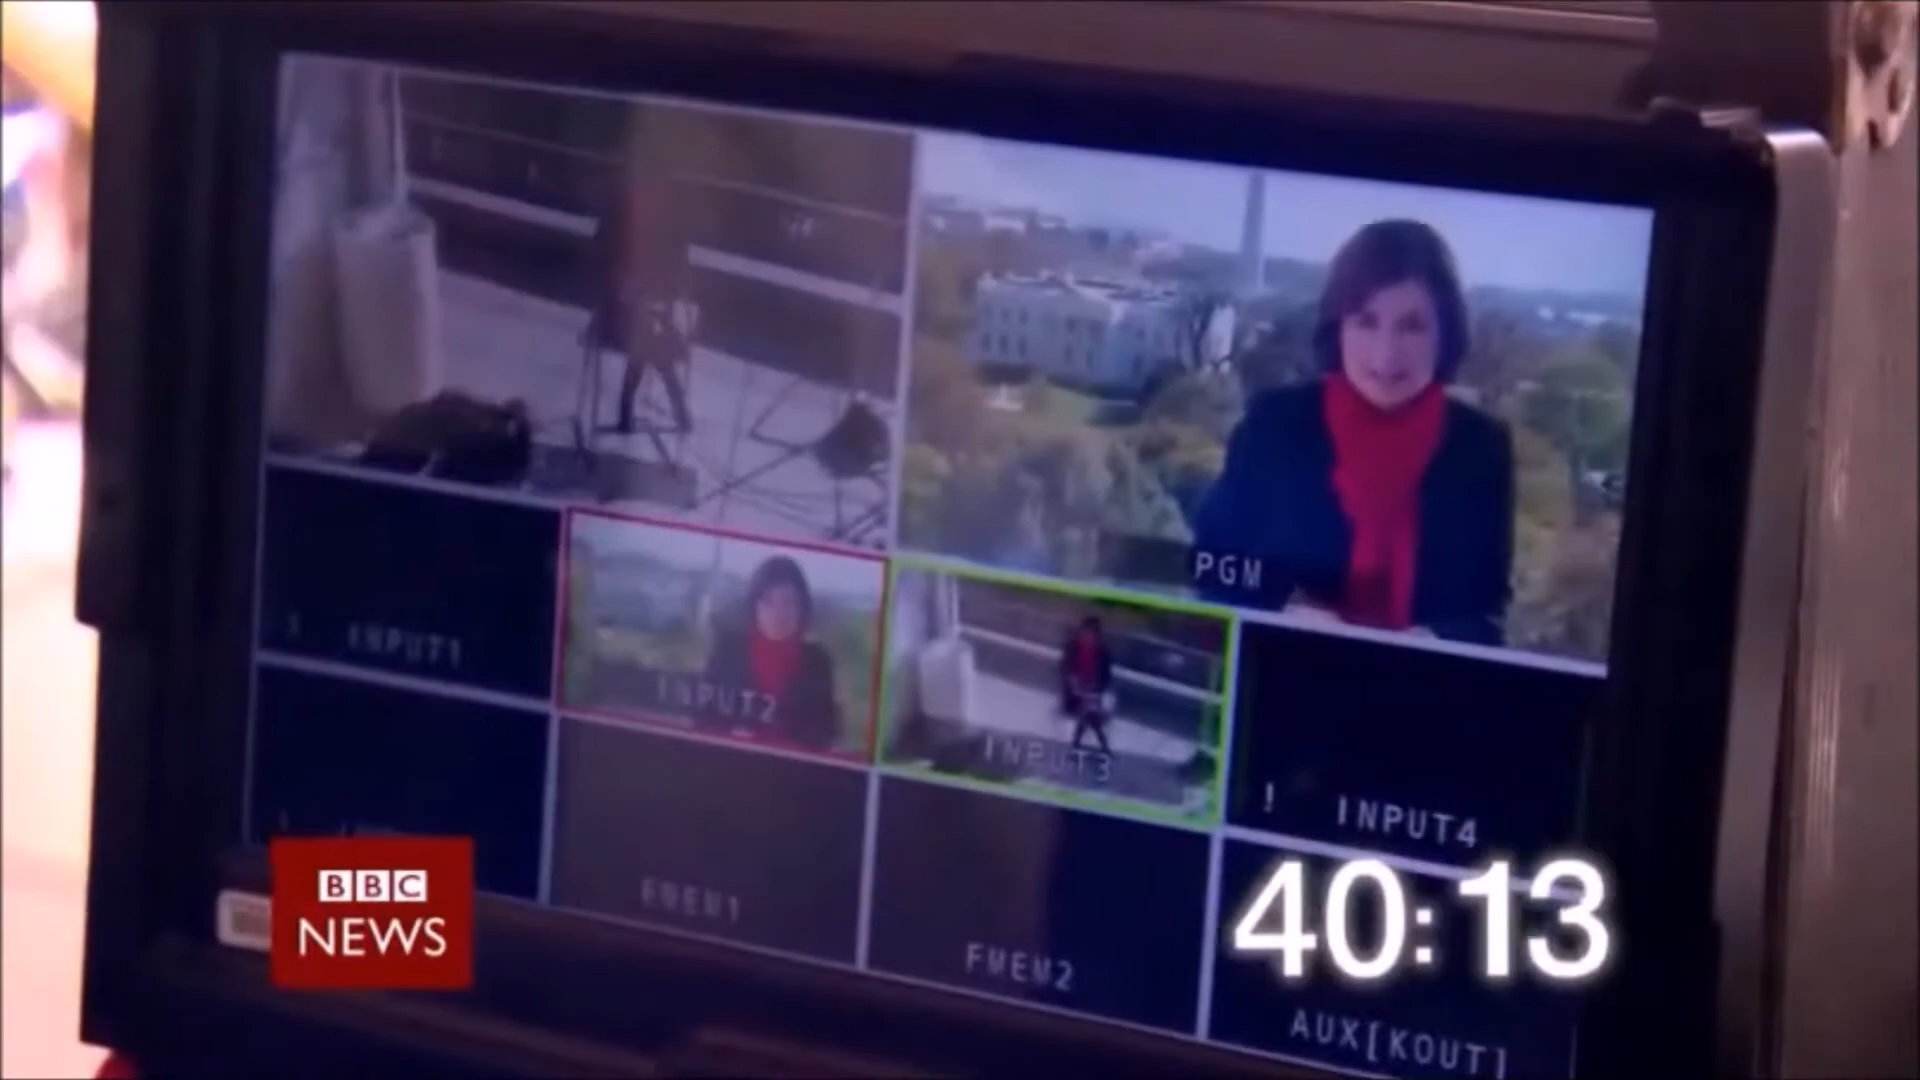 PGM
INPUT1
INPUT2
INPUT3
! INPUT4
FMEM1
FMEM2
AUX[KOUT]
BBC
NEWS
40:13